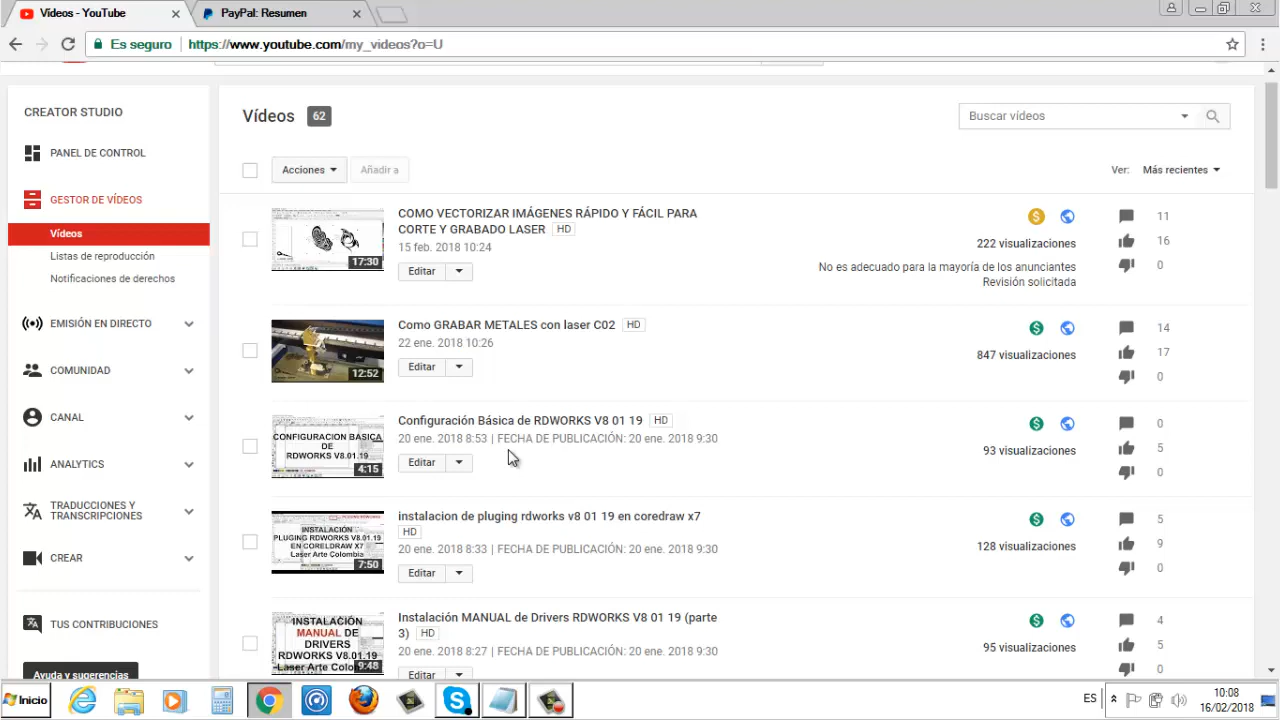 Vídeos - YouTube
PayPal: Resumen
Es seguro
https://www.youtube.com/my_videos?o=U
CREATOR STUDIO
PANEL DE CONTROL
GESTOR DE VÍDEOS
Vídeos
Listas de reproducción
Notificaciones de derechos
EMISIÓN EN DIRECTO
COMUNIDAD
CANAL
ANALYTICS
TRADUCCIONES Y
TRANSCRIPCIONES
CREAR
TUS CONTRIBUCIONES
Ayuda y sugerencias
Vídeos 62
Buscar vídeos
Acciones
Añadir a
Ver: Más recientes
17:30
COMO VECTORIZAR IMÁGENES RÁPIDO Y FÁCIL PARA
CORTE Y GRABADO LASER HD
15 feb. 2018 10:24
Editar
222 visualizaciones
No es adecuado para la mayoría de los anunciantes
Revisión solicitada
11
16
0
12:52
Como GRABAR METALES con laser C02 HD
22 ene. 2018 10:26
Editar
847 visualizaciones
14
17
0
CONFIGURACION BÁSICA
DE
RDWORKS V8.01.19
4:15
Configuración Básica de RDWORKS V8 01 19 HD
20 ene. 2018 8:53 | FECHA DE PUBLICACIÓN: 20 ene. 2018 9:30
Editar
93 visualizaciones
0
5
0
INSTALACIÓN
PLUGING RDWORKS V8.01.19
EN CORELDRAW X7
Laser Arte Colombia
7:50
instalacion de pluging rdworks v8 01 19 en coredraw x7
HD
20 ene. 2018 8:33 | FECHA DE PUBLICACIÓN: 20 ene. 2018 9:30
Editar
128 visualizaciones
5
9
0
INSTALACIÓN
MANUAL DE
DRIVERS
RDWORKS V8.01.19
-Laser Arte Colom
9:48
Instalación MANUAL de Drivers RDWORKS V8 01 19 (parte
3) HD
20 ene. 2018 8:27 | FECHA DE PUBLICACIÓN: 20 ene. 2018 9:30
Editar
95 visualizaciones
4
5
0
Inicio
ES
10:08
16/02/2018